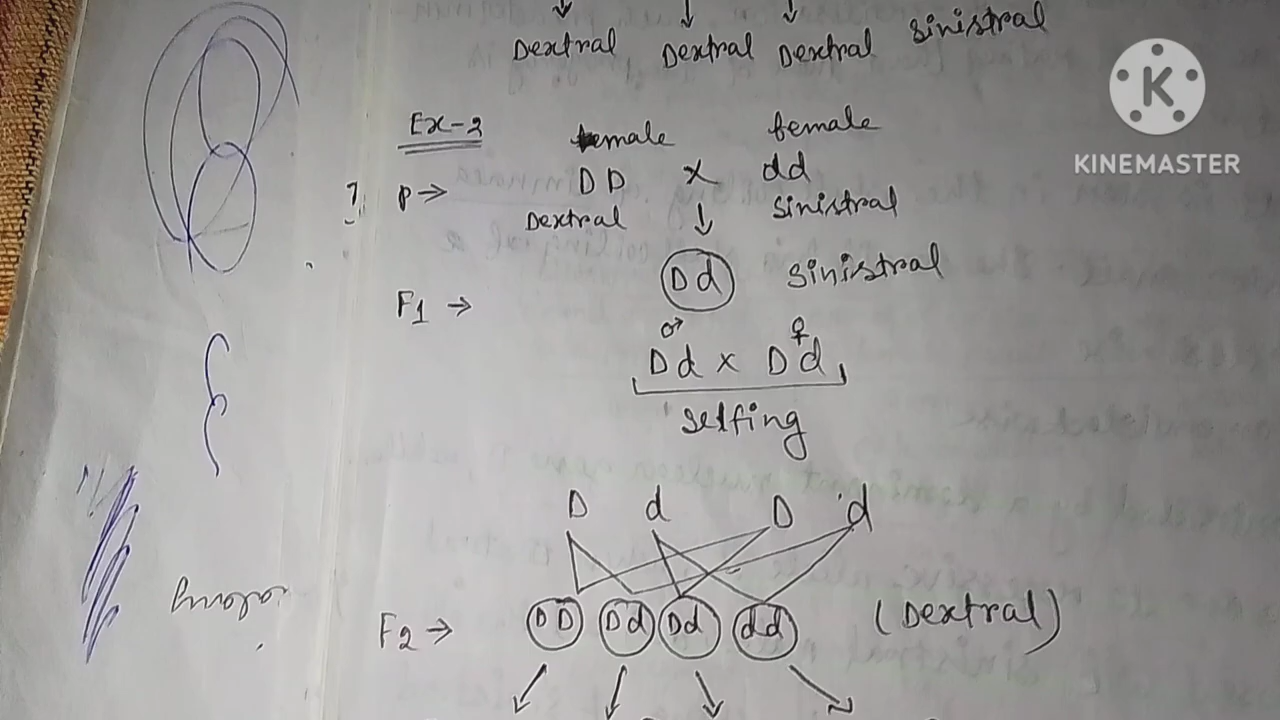 Dextral Dextral Dextral Sinistral
Ex-2
female female
? P → DD × dd
Dextral Sinistral
Dd Sinistral
F1 →
♂ ♀
Dd × Dd
Selfing
D d D d
F2 → DD Dd Dd dd (Dextral)
KINEMASTER